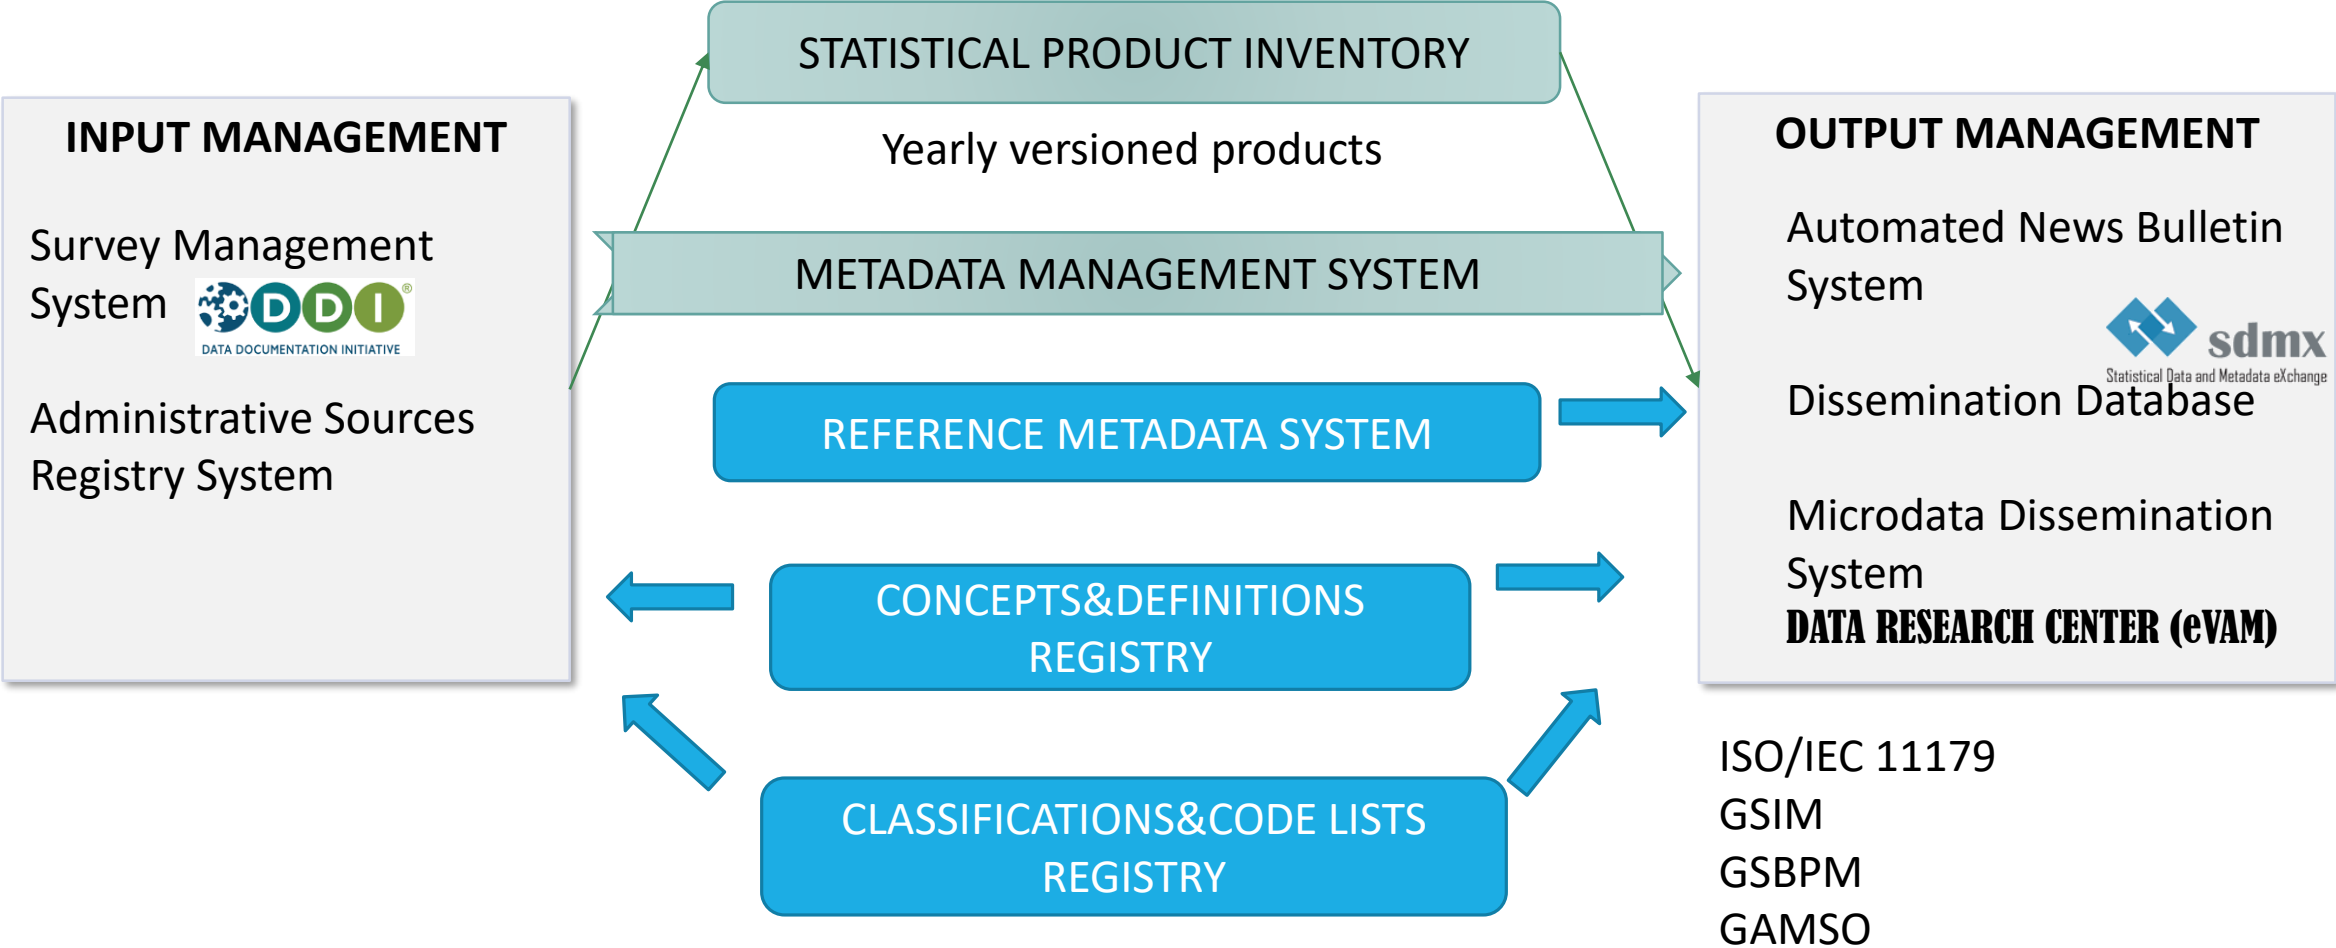 STATISTICAL PRODUCT INVENTORY
Yearly versioned products
INPUT MANAGEMENT
Survey Management
System
DDI®
DATA DOCUMENTATION INITIATIVE
Administrative Sources
Registry System
METADATA MANAGEMENT SYSTEM
REFERENCE METADATA SYSTEM
CONCEPTS&DEFINITIONS
REGISTRY
CLASSIFICATIONS&CODE LISTS
REGISTRY
OUTPUT MANAGEMENT
Automated News Bulletin
System
sdmx
Statistical Data and Metadata eXchange
Dissemination Database
Microdata Dissemination
System
DATA RESEARCH CENTER (eVAM)
ISO/IEC 11179
GSIM
GSBPM
GAMSO